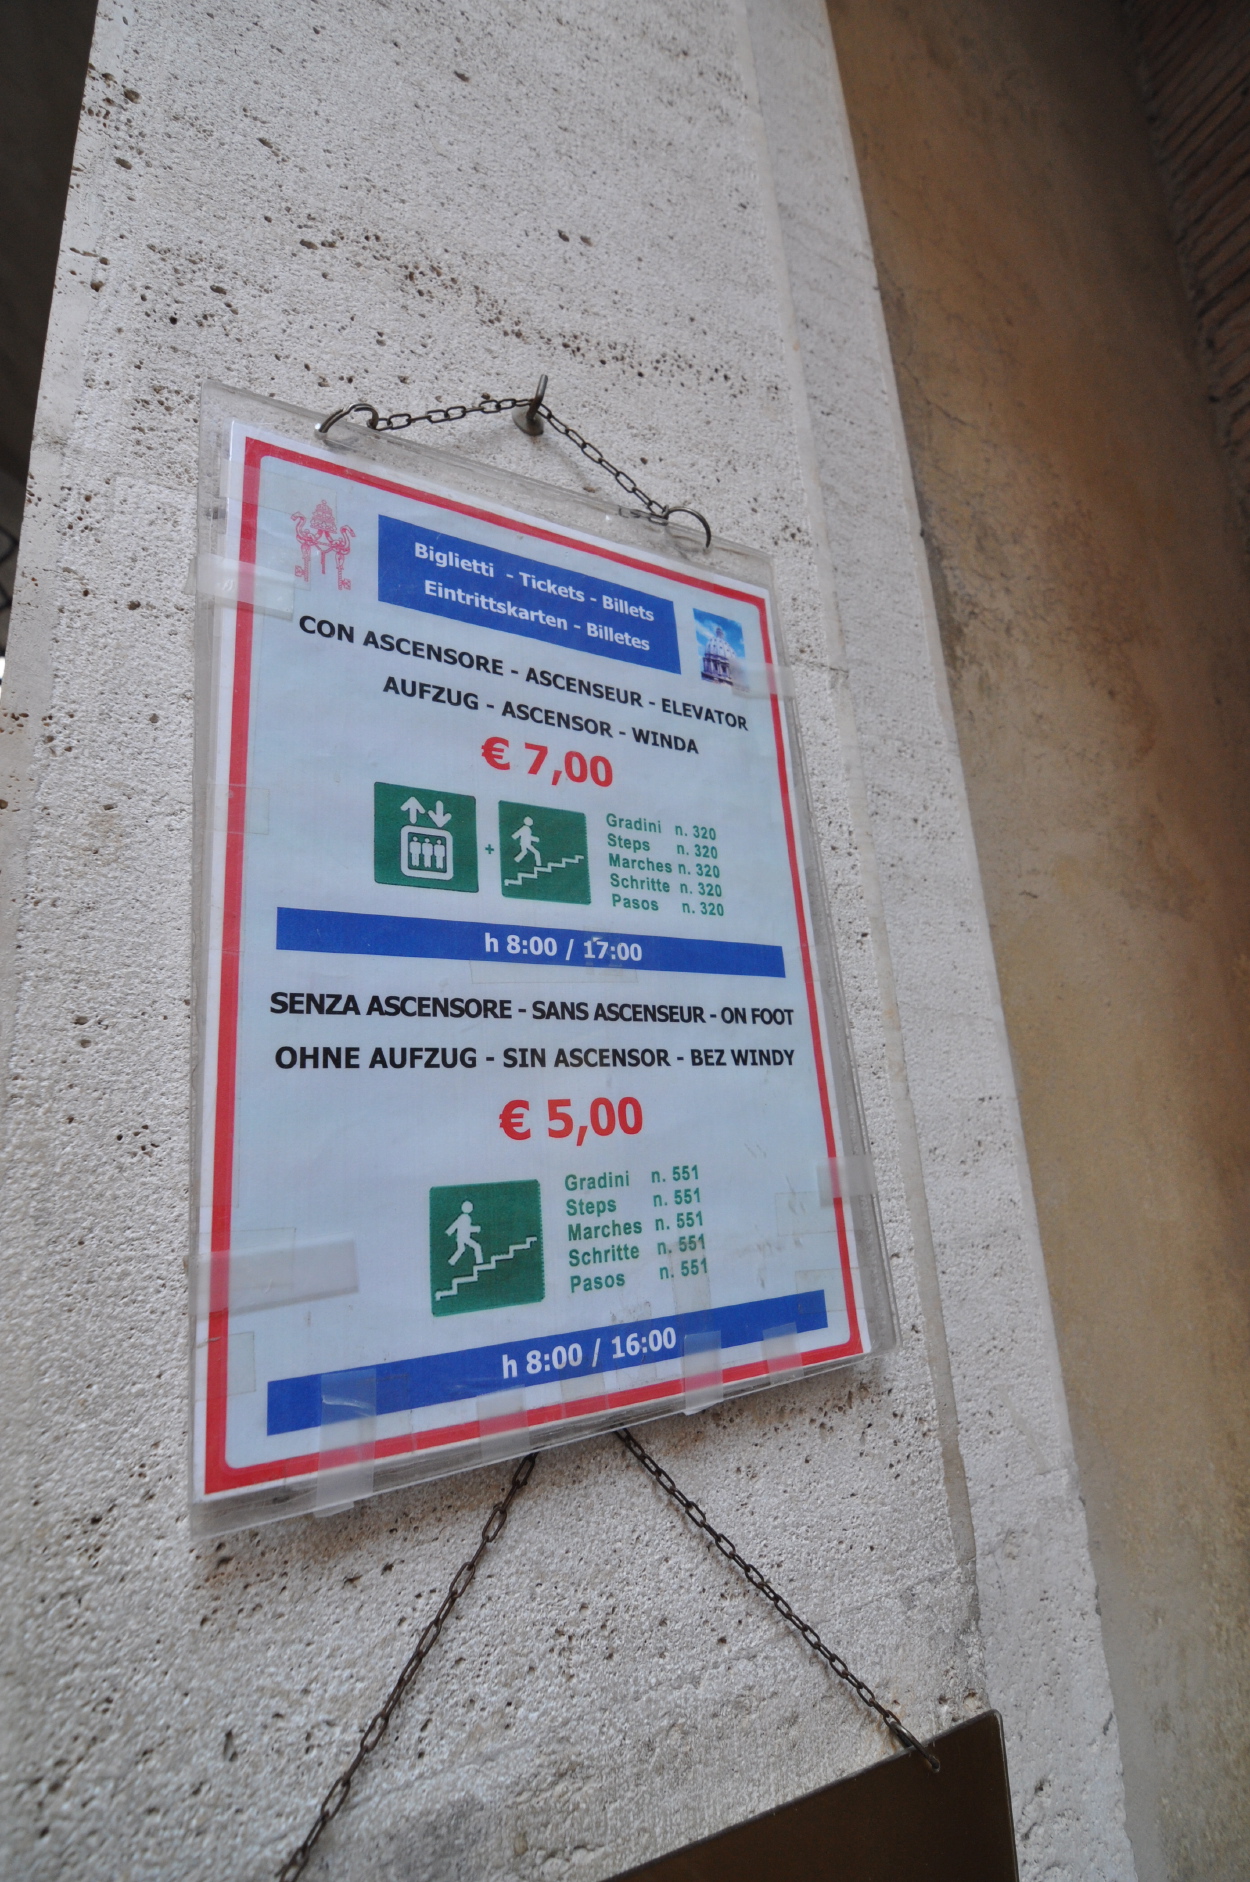 Biglietti - Tickets - Billets
Eintrittskarten - Billetes
CON ASCENSORE - ASCENSEUR - ELEVATOR
AUFZUG - ASCENSOR - WINDA
€ 7,00
+
Gradini n. 320
Steps n. 320
Marches n. 320
Schritte n. 320
Pasos n. 320
h 8:00 / 17:00
SENZA ASCENSORE - SANS ASCENSEUR - ON FOOT
OHNE AUFZUG - SIN ASCENSOR - BEZ WINDY
€ 5,00
Gradini n. 551
Steps n. 551
Marches n. 551
Schritte n. 551
Pasos n. 551
h 8:00 / 16:00